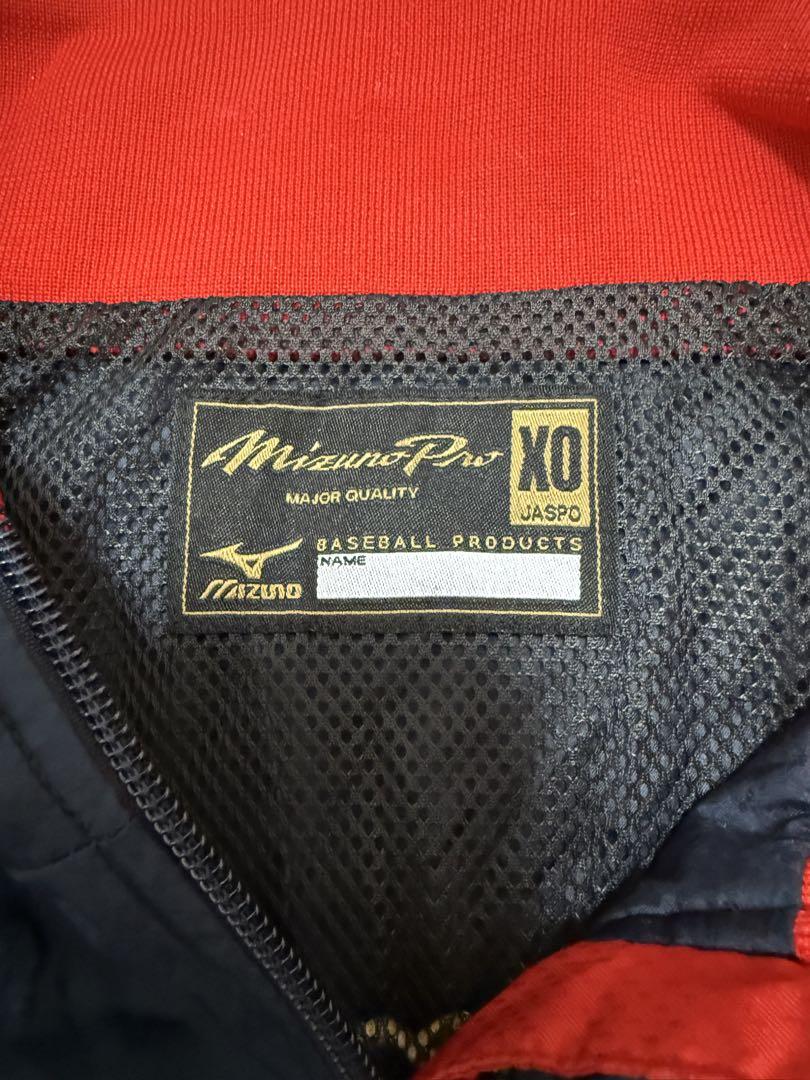 Mizuno Pro
XO
MAJOR QUALITY
JASPO
BASEBALL PRODUCTS
MIZUNO
NAME